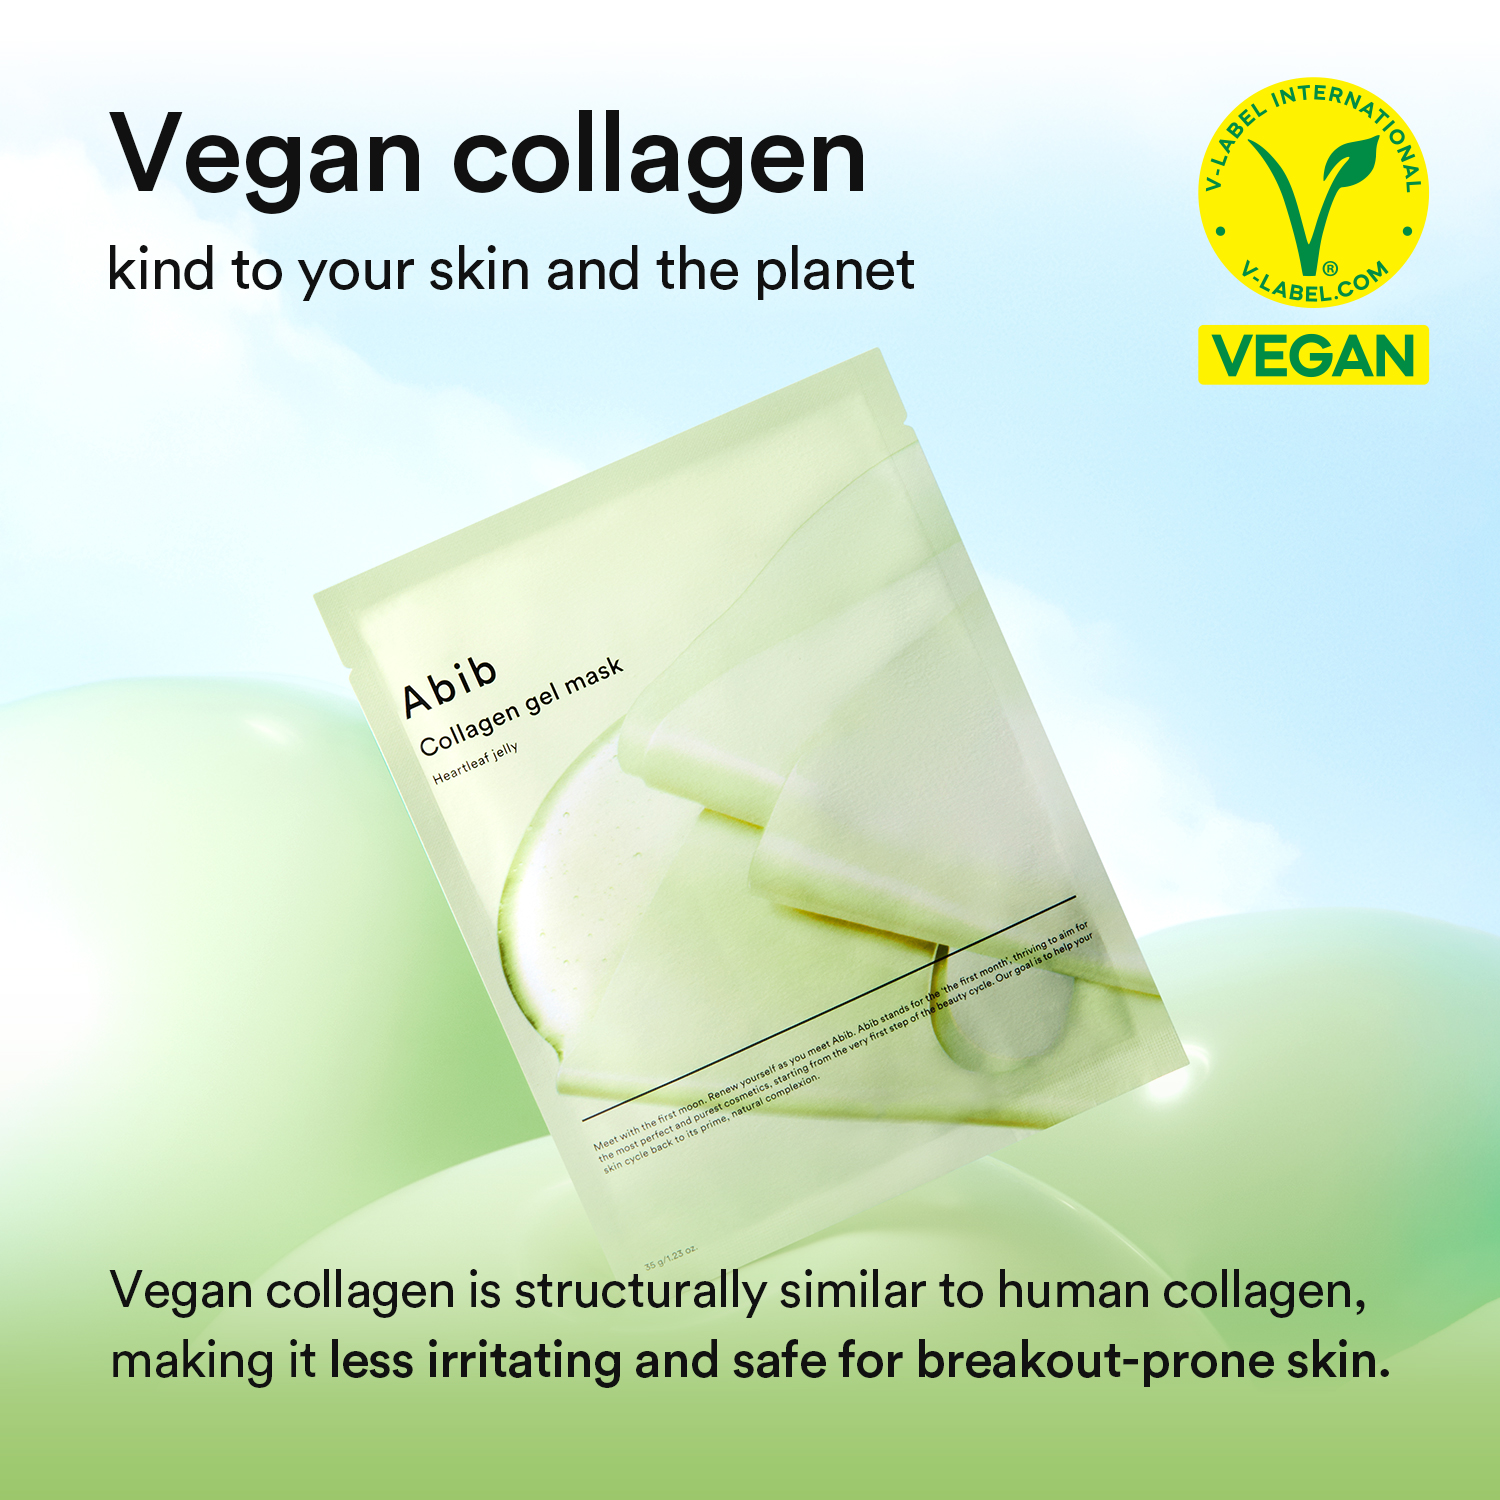 Vegan collagen
kind to your skin and the planet
V-LABEL INTERNATIONAL
V-LABEL.COM
®
VEGAN
Abib
Collagen gel mask
Heartleaf jelly
Meet with the first moon. Renew yourself as you meet Abib. Abib stands for the 'the first month', thriving to aim for
the most perfect and purest cosmetics, starting from the very first step of the beauty cycle. Our goal is to help your
skin cycle back to its prime, natural complexion.
35 g/1.23 oz.
Vegan collagen is structurally similar to human collagen,
making it less irritating and safe for breakout-prone skin.